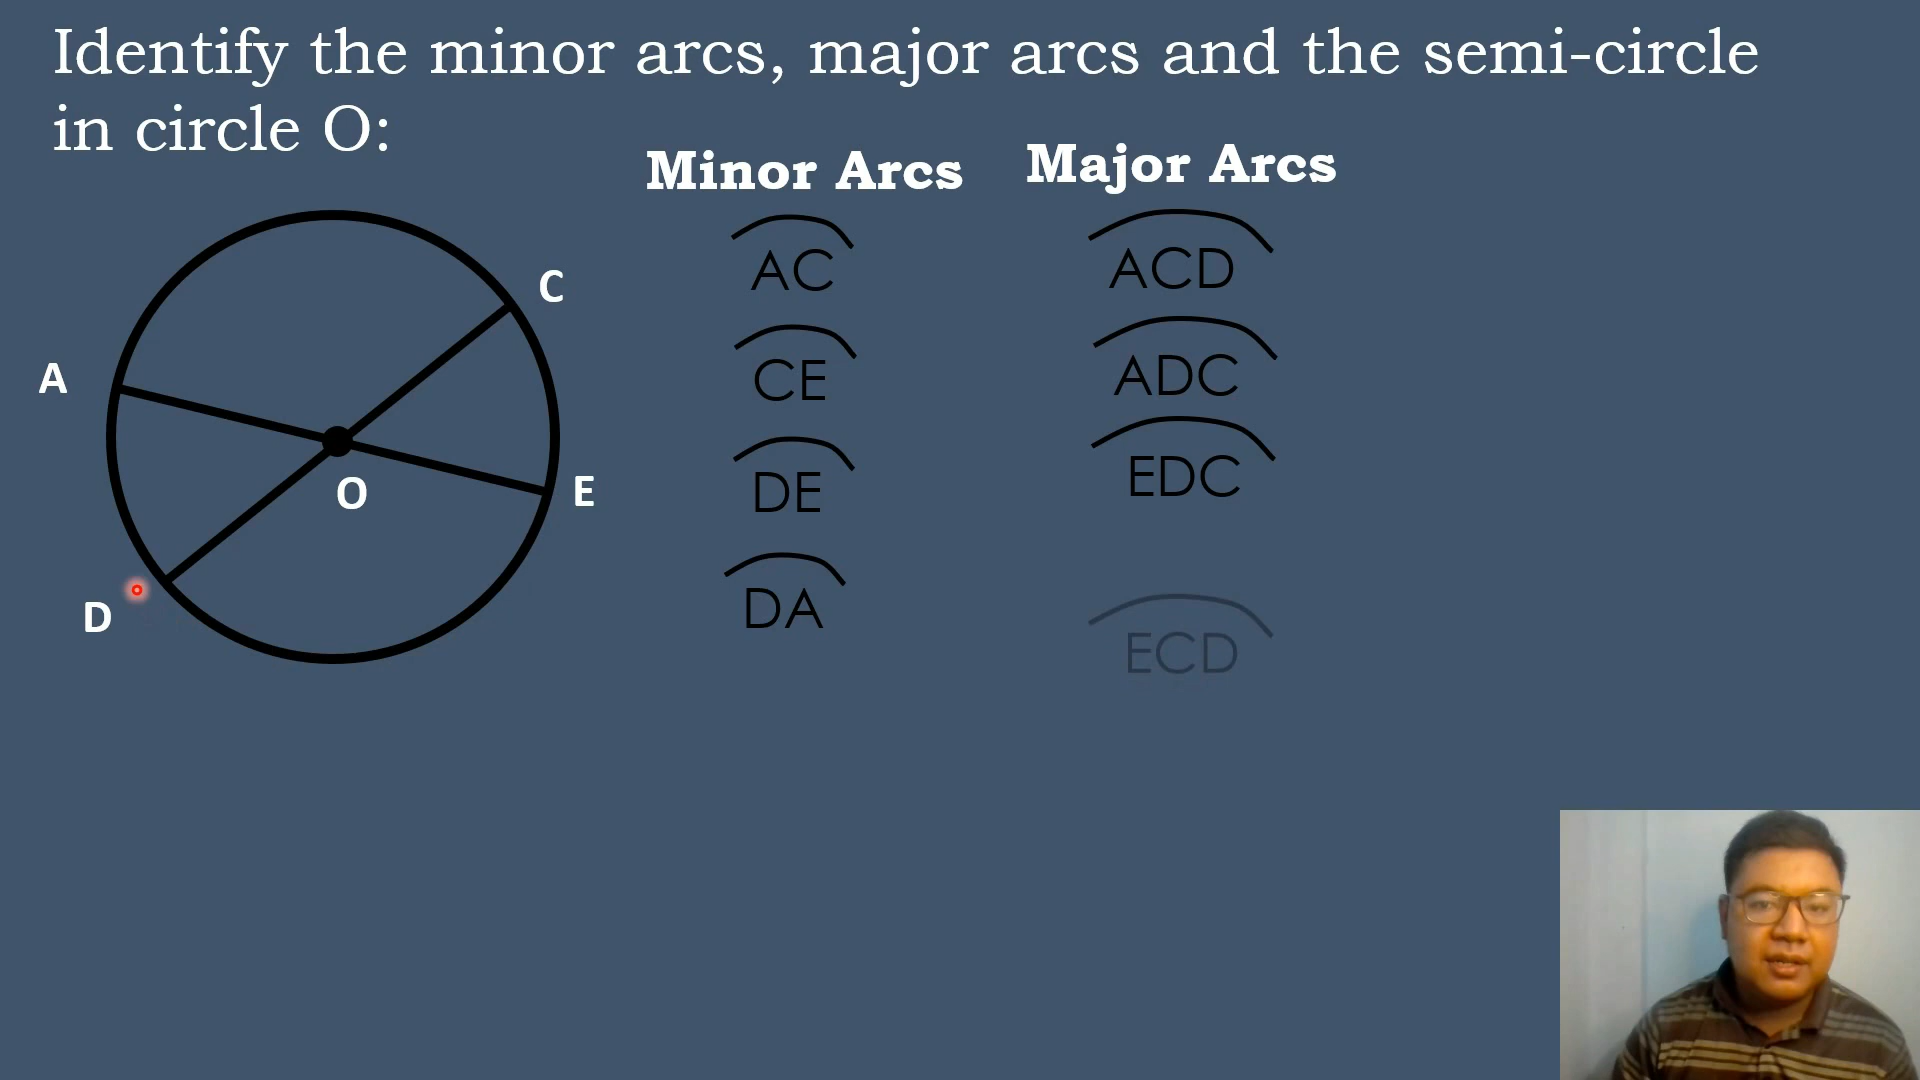 Identify the minor arcs, major arcs and the semi-circle
in circle O:
Minor Arcs
Major Arcs
C
A
O
E
D
AC
CE
DE
DA
ACD
ADC
EDC
ECD